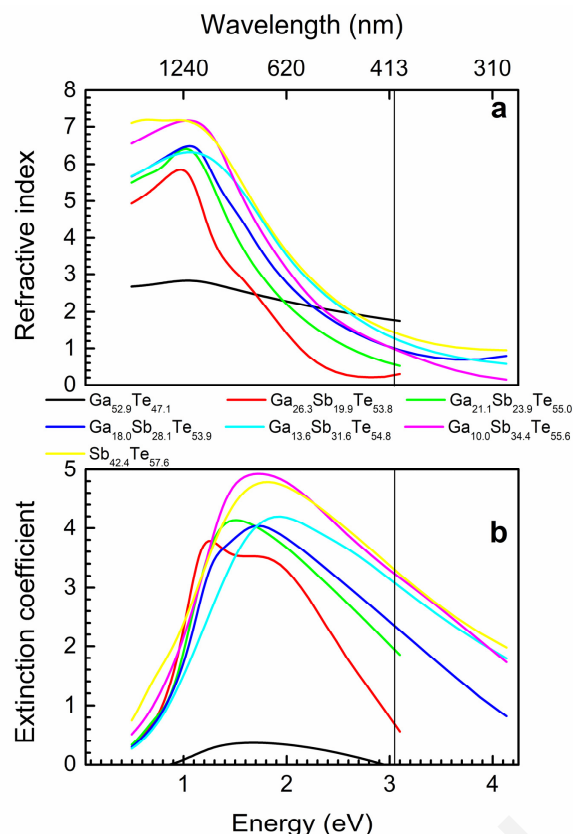 Wavelength (nm)
1240 620 413 310
a
8
7
6
5
4
3
2
1
0
Refractive index
Ga52.9Te47.1 Ga26.3Sb19.9Te53.8 Ga21.1Sb23.9Te55.0
Ga18.0Sb28.1Te53.9 Ga13.6Sb31.6Te54.8 Ga10.0Sb34.4Te55.6
Sb42.4Te57.6
b
5
4
3
2
1
0
Extinction coefficient
1 2 3 4
Energy (eV)